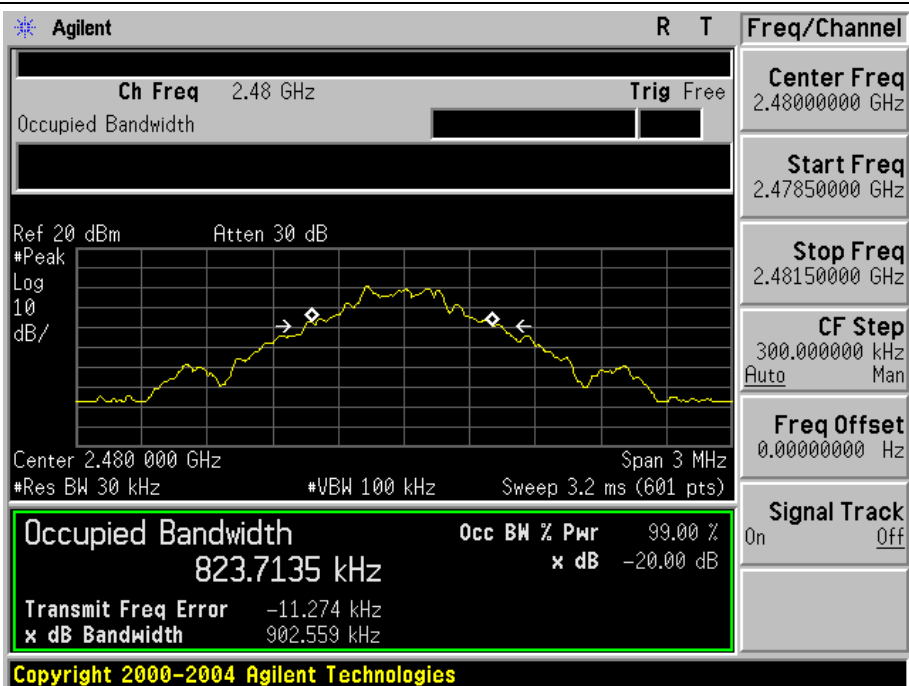 Agilent R T
Ch Freq 2.48 GHz Trig Free
Occupied Bandwidth
Ref 20 dBm Atten 30 dB
#Peak
Log
10
dB/
Center 2.480 000 GHz Span 3 MHz
#Res BW 30 kHz #VBW 100 kHz Sweep 3.2 ms (601 pts)
Occupied Bandwidth
823.7135 kHz
Occ BW % Pwr 99.00 %
x dB -20.00 dB
Transmit Freq Error -11.274 kHz
x dB Bandwidth 902.559 kHz
Copyright 2000-2004 Agilent Technologies
Freq/Channel
Center Freq
2.48000000 GHz
Start Freq
2.47850000 GHz
Stop Freq
2.48150000 GHz
CF Step
300.000000 kHz
Auto Man
Freq Offset
0.00000000 Hz
Signal Track
On Off